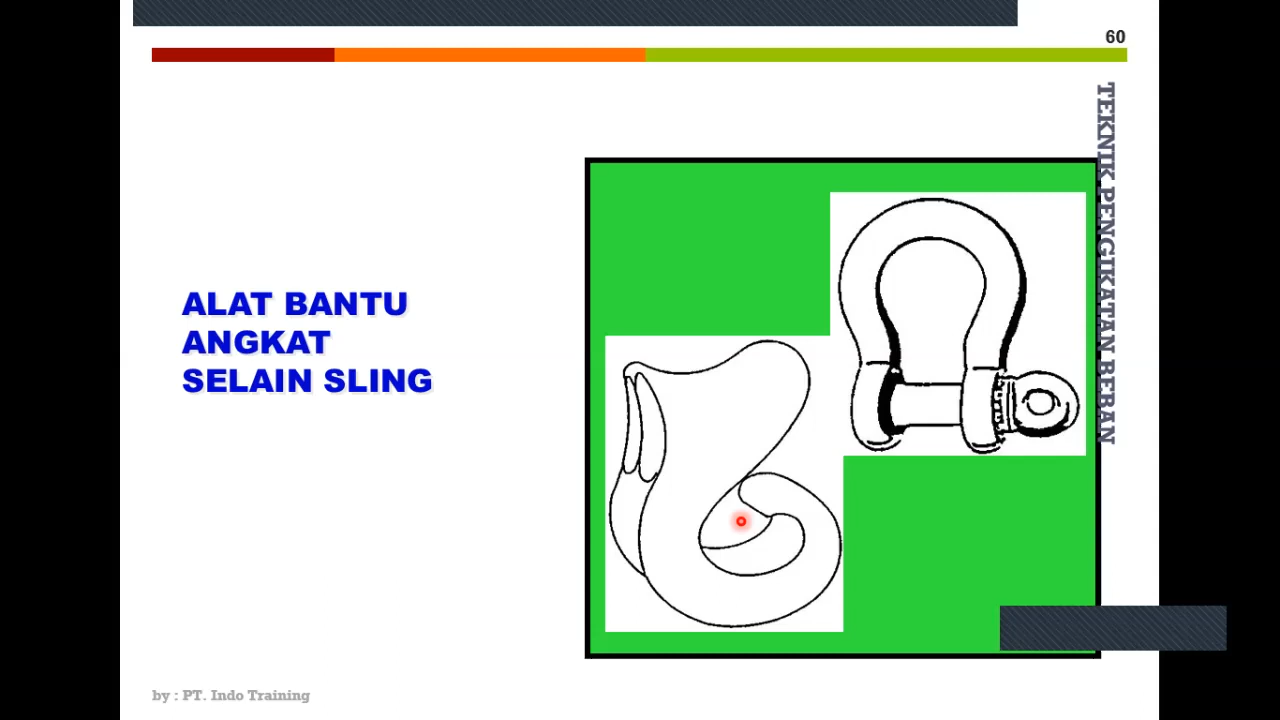 60
TEKNIK PENGIKATAN BEBAN
ALAT BANTU
ANGKAT
SELAIN SLING
by : PT. Indo Training